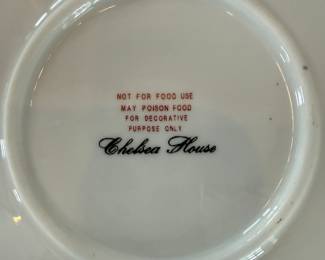 NOT FOR FOOD USE
MAY POISON FOOD
FOR DECORATIVE
PURPOSE ONLY
Chelsea House